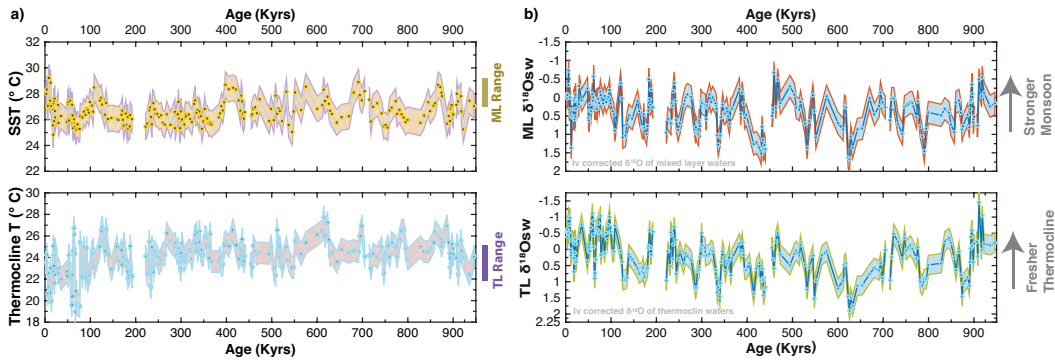 a)
Age (Kyrs)
0 100 200 300 400 500 600 700 800 900
32
30
28
26
24
22
SST (° C)
ML Range
30
28
26
24
22
20
18
Thermocline T (° C)
TL Range
0 100 200 300 400 500 600 700 800 900
Age (Kyrs)
b)
Age (Kyrs)
0 100 200 300 400 500 600 700 800 900
-1.5
-1
-0.5
0
0.5
1
1.5
2
ML δ¹⁸Osw
Iv corrected δ¹⁸O of mixed layer waters
Stronger
Monsoon
-1.5
-1
-0.5
0
0.5
1
1.5
2
2.25
TL δ¹⁸Osw
Iv corrected δ¹⁸O of thermoclin waters
Fresher
Thermocline
0 100 200 300 400 500 600 700 800 900
Age (Kyrs)